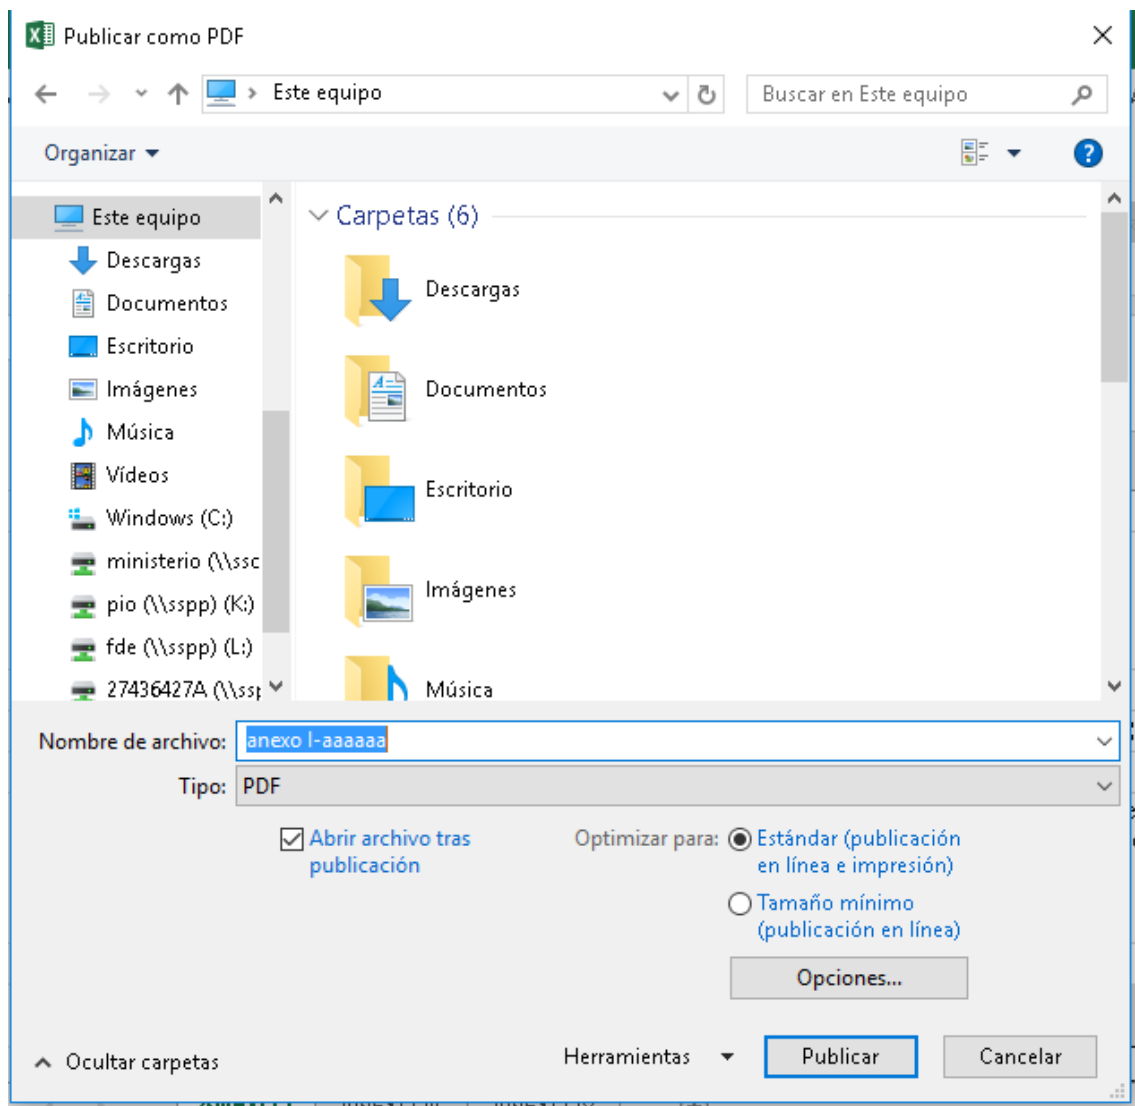 Publicar como PDF
Este equipo
Buscar en Este equipo
Organizar
Este equipo
Descargas
Documentos
Escritorio
Imágenes
Música
Vídeos
Windows (C:)
ministerio (\\ssc
pio (\\sspp) (K:)
fde (\\sspp) (L:)
27436427A (\\ssp
Carpetas (6)
Descargas
Documentos
Escritorio
Imágenes
Música
Nombre de archivo: anexo I-aaaaaa
Tipo: PDF
Abrir archivo tras
publicación
Optimizar para:
Estándar (publicación
en línea e impresión)
Tamaño mínimo
(publicación en línea)
Opciones...
Ocultar carpetas
Herramientas
Publicar
Cancelar